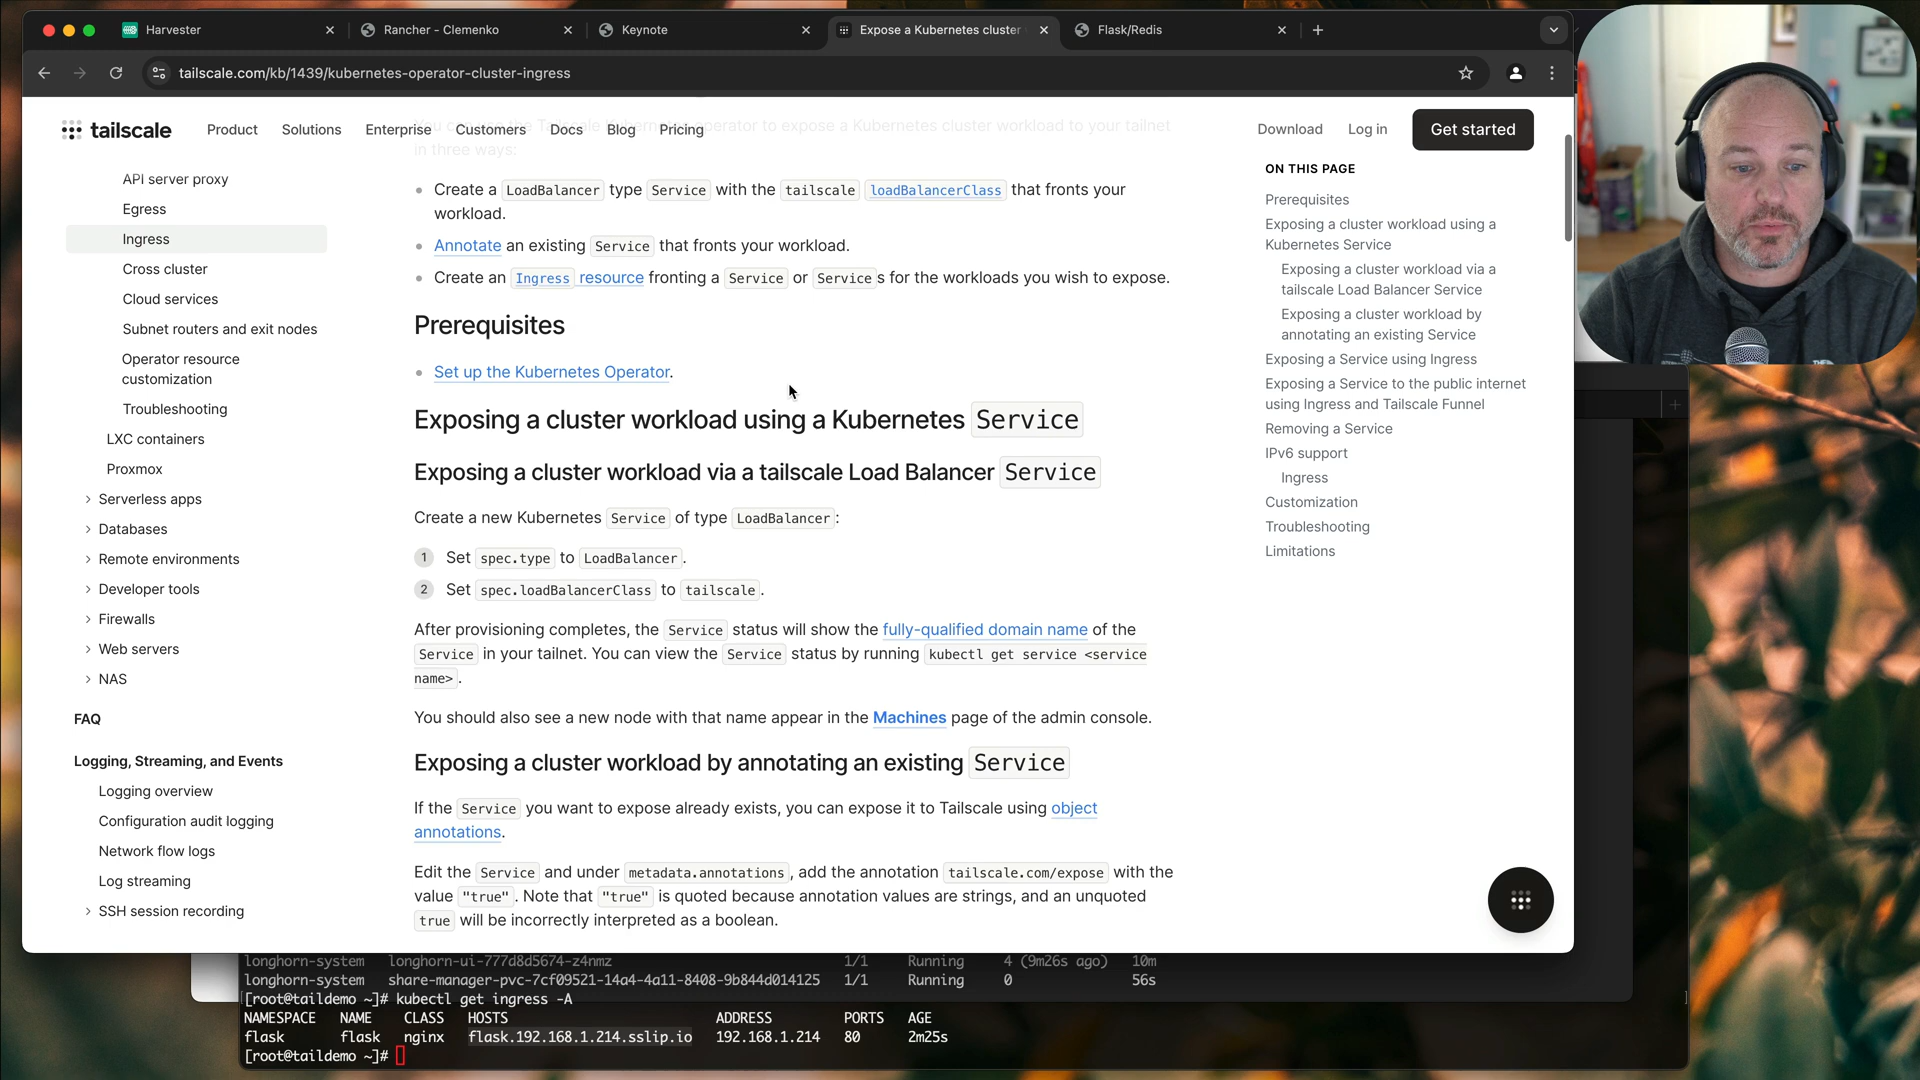 Harvester
Rancher - Clemenko
Keynote
Expose a Kubernetes cluster
Flask/Redis
tailscale.com/kb/1439/kubernetes-operator-cluster-ingress
tailscale
Product
Solutions
Enterprise
Customers
Docs
Blog
Pricing
Download
Log in
Get started
API server proxy
Egress
Ingress
Cross cluster
Cloud services
Subnet routers and exit nodes
Operator resource
customization
Troubleshooting
LXC containers
Proxmox
Serverless apps
Databases
Remote environments
Developer tools
Firewalls
Web servers
NAS
FAQ
Logging, Streaming, and Events
Logging overview
Configuration audit logging
Network flow logs
Log streaming
SSH session recording
You can use the Tailscale Kubernetes operator to expose a Kubernetes cluster workload to your tailnet
in three ways:
Create a LoadBalancer type Service with the tailscale loadBalancerClass that fronts your
workload.
Annotate an existing Service that fronts your workload.
Create an Ingress resource fronting a Service or Services for the workloads you wish to expose.
Prerequisites
Set up the Kubernetes Operator.
Exposing a cluster workload using a Kubernetes Service
Exposing a cluster workload via a tailscale Load Balancer Service
Create a new Kubernetes Service of type LoadBalancer:
1 Set spec.type to LoadBalancer.
2 Set spec.loadBalancerClass to tailscale.
After provisioning completes, the Service status will show the fully-qualified domain name of the
Service in your tailnet. You can view the Service status by running kubectl get service <service
name>.
You should also see a new node with that name appear in the Machines page of the admin console.
Exposing a cluster workload by annotating an existing Service
If the Service you want to expose already exists, you can expose it to Tailscale using object
annotations.
Edit the Service and under metadata.annotations, add the annotation tailscale.com/expose with the
value "true". Note that "true" is quoted because annotation values are strings, and an unquoted
true will be incorrectly interpreted as a boolean.
ON THIS PAGE
Prerequisites
Exposing a cluster workload using a
Kubernetes Service
Exposing a cluster workload via a
tailscale Load Balancer Service
Exposing a cluster workload by
annotating an existing Service
Exposing a Service using Ingress
Exposing a Service to the public internet
using Ingress and Tailscale Funnel
Removing a Service
IPv6 support
Ingress
Customization
Troubleshooting
Limitations
longhorn-system longhorn-ui-777d8d5674-z4nmz 1/1 Running 4 (9m26s ago) 10m
longhorn-system share-manager-pvc-7cf09521-14a4-4a11-8408-9b844d014125 1/1 Running 0 56s
[root@taildemo ~]# kubectl get ingress -A
NAMESPACE NAME CLASS HOSTS ADDRESS PORTS AGE
flask flask nginx flask.192.168.1.214.sslip.io 192.168.1.214 80 2m25s
[root@taildemo ~]#